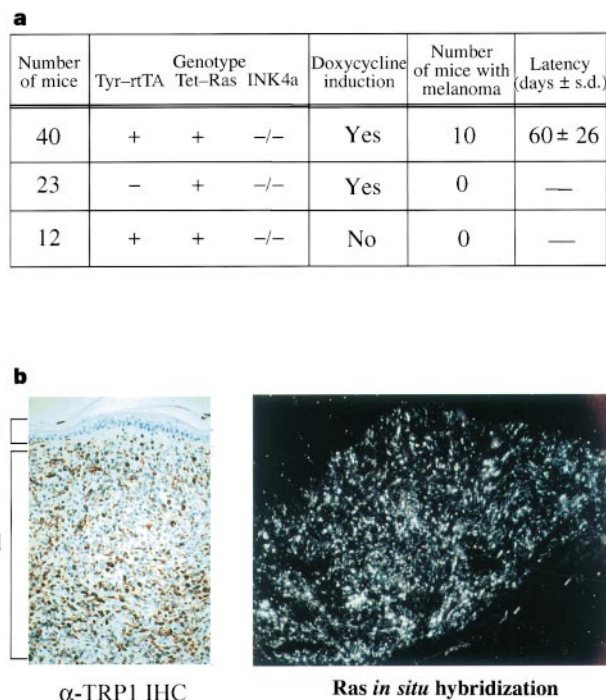 a
Number of mice | Genotype Tyr–rtTA Tet–Ras INK4a | Doxycycline induction | Number of mice with melanoma | Latency (days ± s.d.)
40 + + –/– Yes 10 60 ± 26
23 – + –/– Yes 0 —
12 + + –/– No 0 —
b
α-TRP1 IHC
Ras in situ hybridization